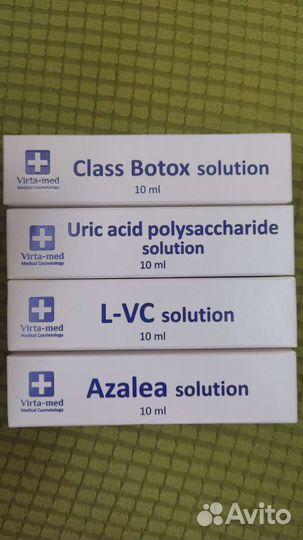 Virta-med
Medical Cosmetology
Class Botox solution
10 ml
Virta-med
Medical Cosmetology
Uric acid polysaccharide
solution
10 ml
Virta-med
Medical Cosmetology
L-VC solution
10 ml
Virta-med
Medical Cosmetology
Azalea solution
10 ml
Avito